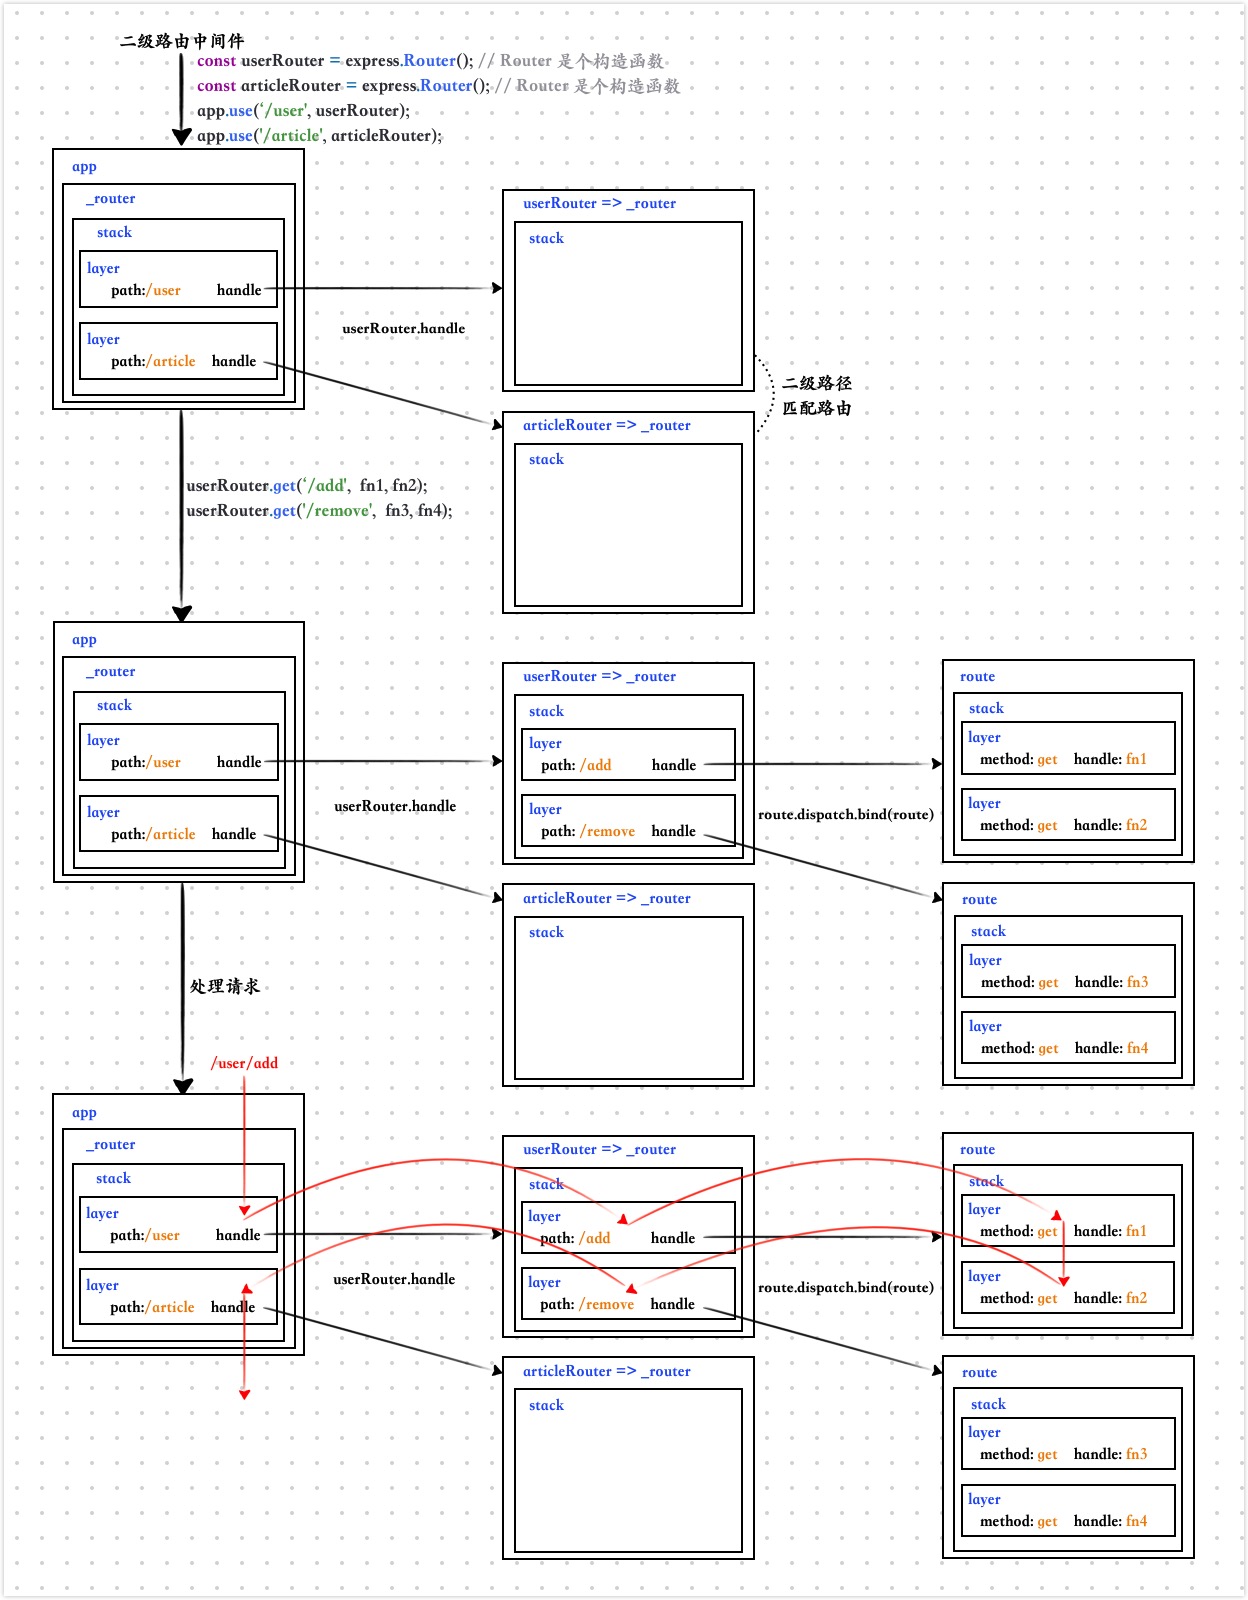 二级路由中间件
const userRouter = express.Router(); // Router 是个构造函数
const articleRouter = express.Router(); // Router 是个构造函数
app.use(‘/user', userRouter);
app.use('/article', articleRouter);
app
_router
stack
layer
path:/user handle
layer
path:/article handle
userRouter.handle
userRouter => _router
stack
articleRouter => _router
stack
二级路径
匹配路由
userRouter.get(‘/add', fn1, fn2);
userRouter.get('/remove', fn3, fn4);
app
_router
stack
layer
path:/user handle
layer
path:/article handle
userRouter.handle
userRouter => _router
stack
layer
path: /add handle
layer
path: /remove handle
articleRouter => _router
stack
route.dispatch.bind(route)
route
stack
layer
method: get handle: fn1
layer
method: get handle: fn2
route
stack
layer
method: get handle: fn3
layer
method: get handle: fn4
处理请求
/user/add
app
_router
stack
layer
path:/user handle
layer
path:/article handle
userRouter.handle
userRouter => _router
stack
layer
path: /add handle
layer
path: /remove handle
articleRouter => _router
stack
route.dispatch.bind(route)
route
stack
layer
method: get handle: fn1
layer
method: get handle: fn2
route
stack
layer
method: get handle: fn3
layer
method: get handle: fn4